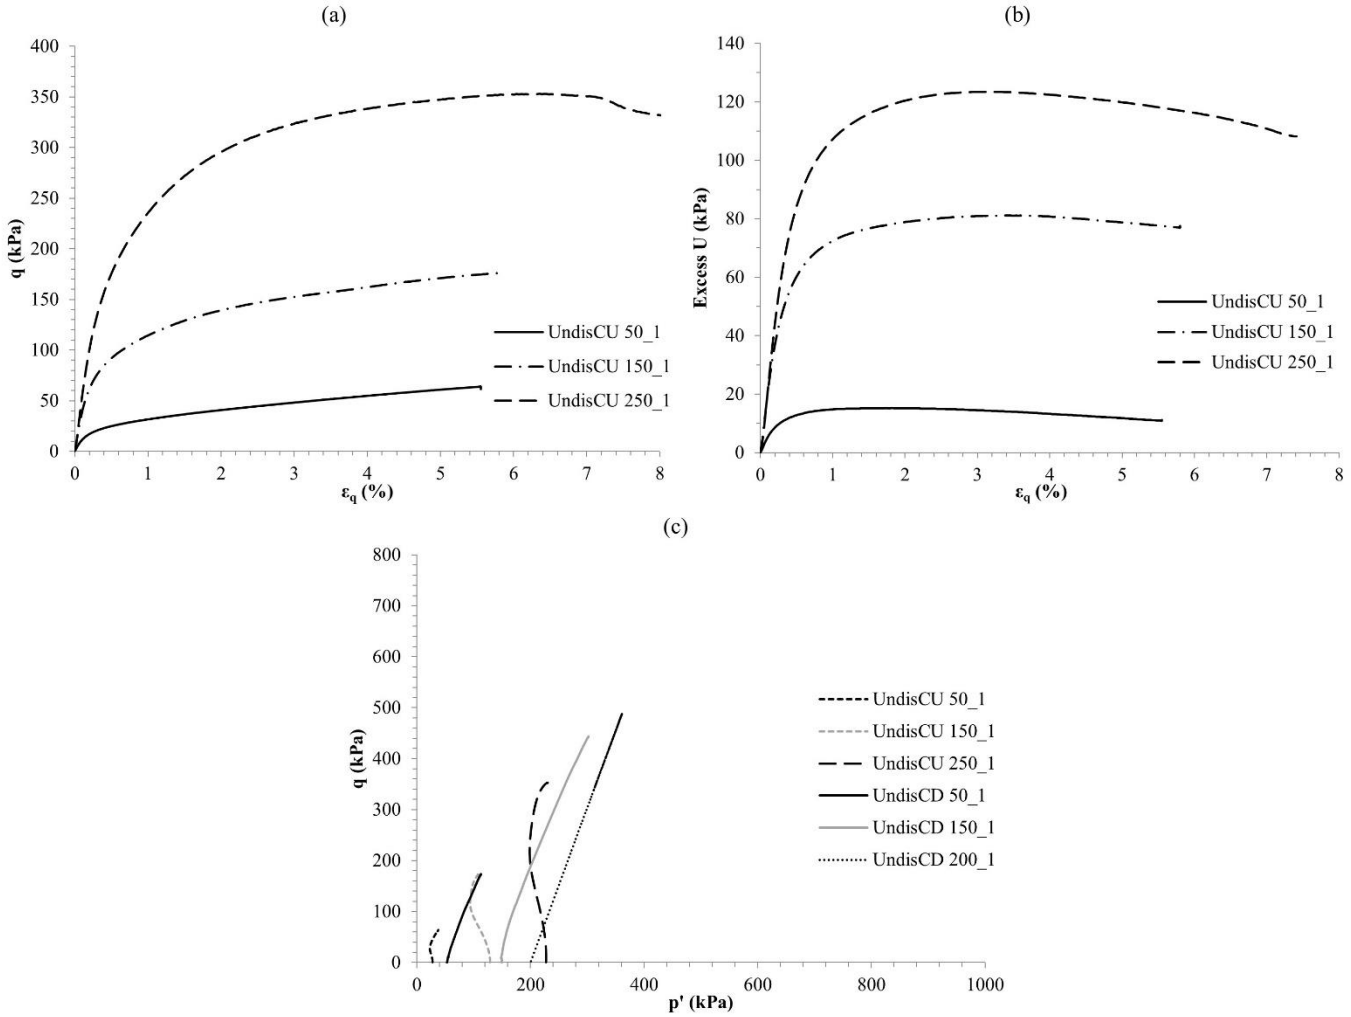 (a)
q (kPa)
400
350
300
250
200
150
100
50
0
0 1 2 3 4 5 6 7 8
εq (%)
UndisCU 50_1
UndisCU 150_1
UndisCU 250_1
(b)
Excess U (kPa)
140
120
100
80
60
40
20
0
0 1 2 3 4 5 6 7 8
εq (%)
UndisCU 50_1
UndisCU 150_1
UndisCU 250_1
(c)
q (kPa)
800
700
600
500
400
300
200
100
0
0 200 400 600 800 1000
p' (kPa)
UndisCU 50_1
UndisCU 150_1
UndisCU 250_1
UndisCD 50_1
UndisCD 150_1
UndisCD 200_1